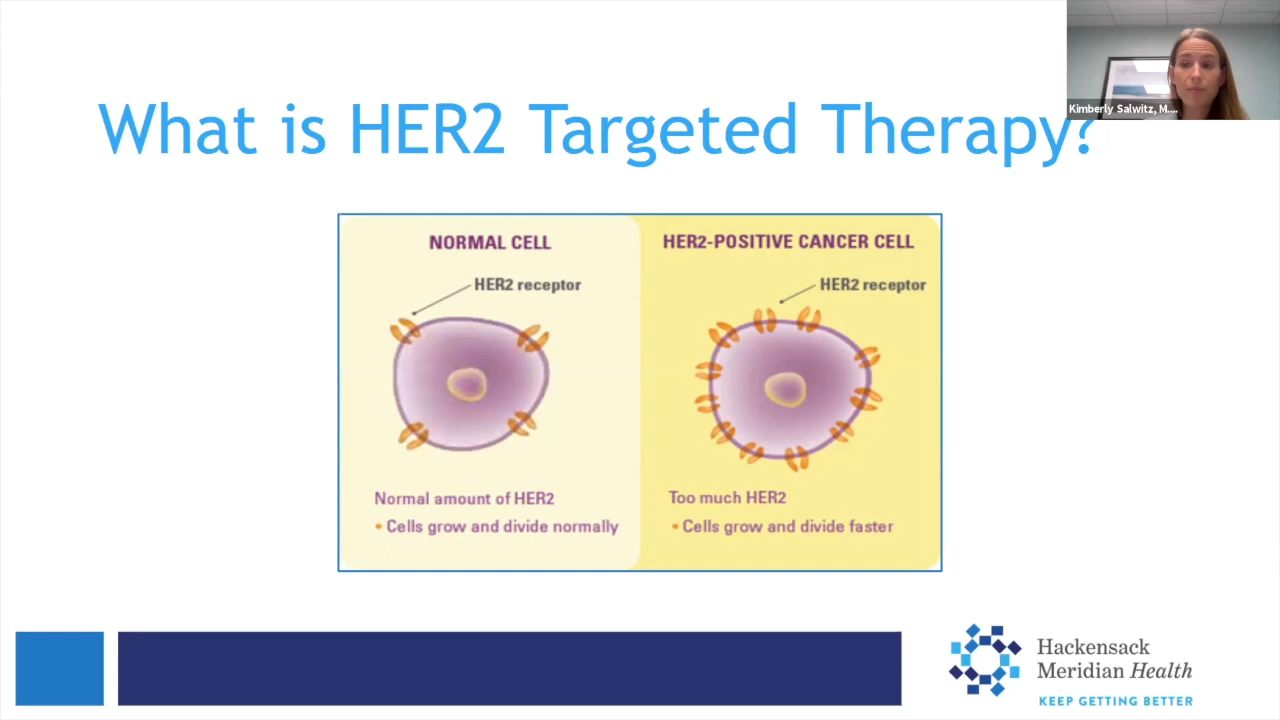 Kimberly Salwitz, M....
What is HER2 Targeted Therapy?
NORMAL CELL
HER2 receptor
Normal amount of HER2
• Cells grow and divide normally
HER2-POSITIVE CANCER CELL
HER2 receptor
Too much HER2
• Cells grow and divide faster
Hackensack
Meridian Health
KEEP GETTING BETTER